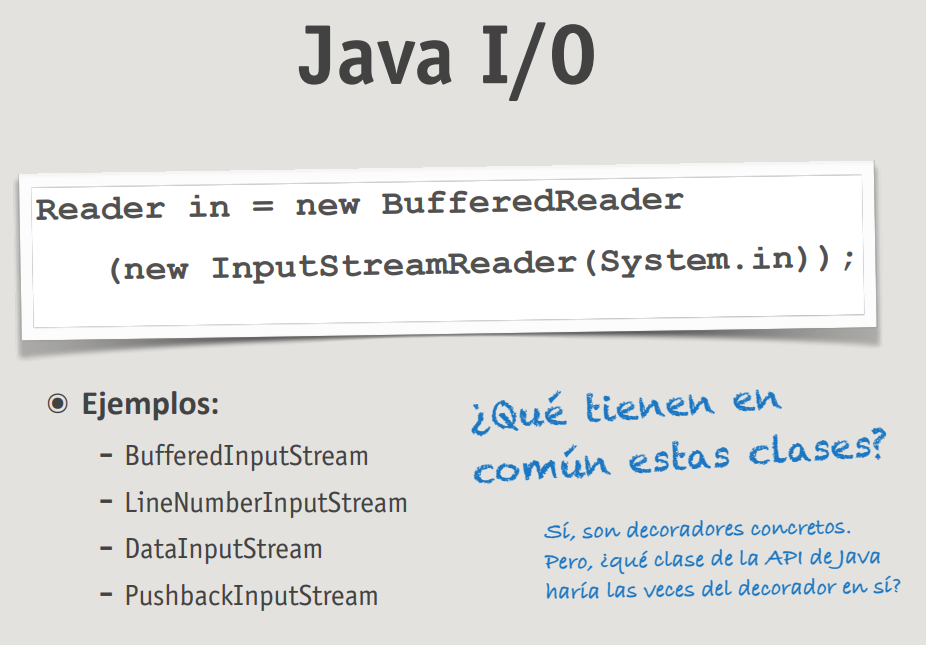 Java I/O
Reader in = new BufferedReader
(new InputStreamReader(System.in));
Ejemplos:
- BufferedInputStream
- LineNumberInputStream
- DataInputStream
- PushbackInputStream
¿Qué tienen en
común estas clases?
Sí, son decoradores concretos.
Pero, ¿qué clase de la API de Java
haría las veces del decorador en sí?